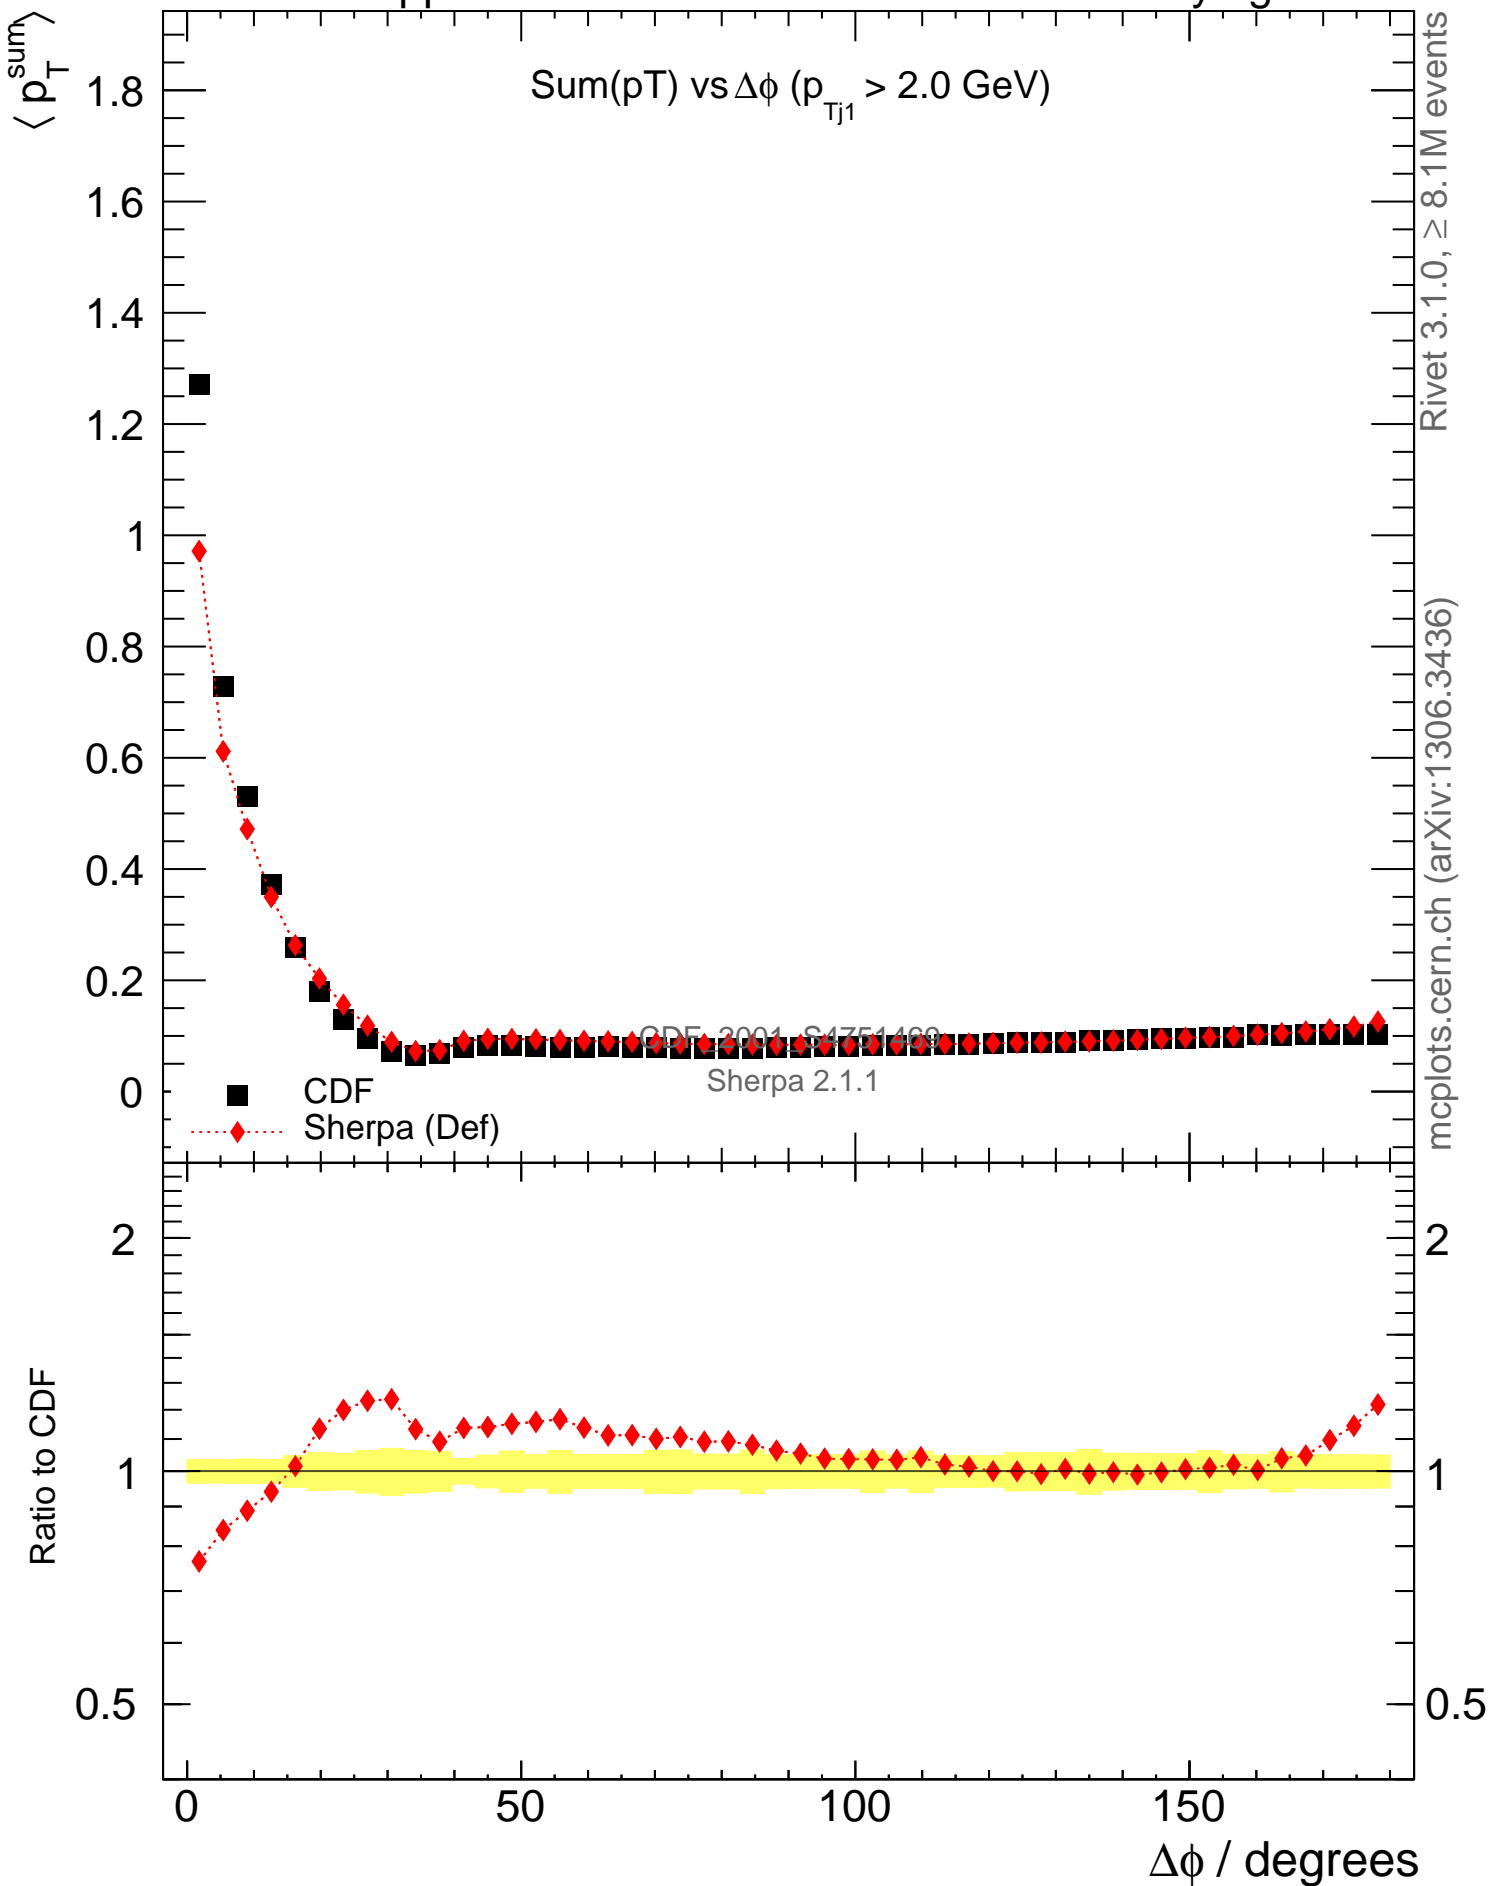 ⟨ p_T^sum ⟩
Sum(pT) vs Δϕ (p_Tj1 > 2.0 GeV)
1.8
1.6
1.4
1.2
1
0.8
0.6
0.4
0.2
0
CDF_2001_S4751469
Sherpa 2.1.1
CDF
Sherpa (Def)
Rivet 3.1.0, ≥ 8.1M events
mcplots.cern.ch (arXiv:1306.3436)
Ratio to CDF
2
1
0.5
2
1
0.5
0 50 100 150
Δϕ / degrees